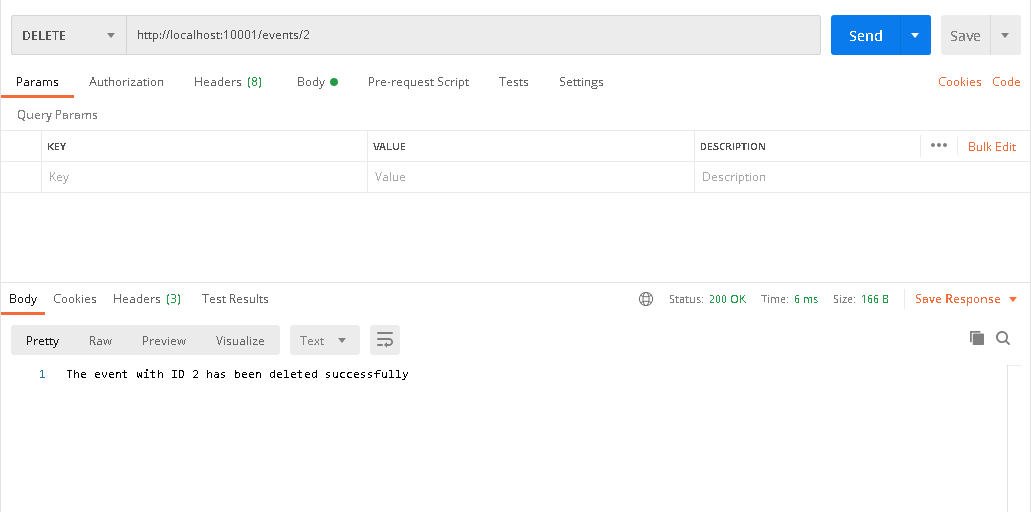 DELETE http://localhost:10001/events/2 Send Save
Params Authorization Headers (8) Body Pre-request Script Tests Settings Cookies Code
Query Params
KEY VALUE DESCRIPTION ••• Bulk Edit
Key Value Description
Body Cookies Headers (3) Test Results Status: 200 OK Time: 6 ms Size: 166 B Save Response
Pretty Raw Preview Visualize Text
1 The event with ID 2 has been deleted successfully